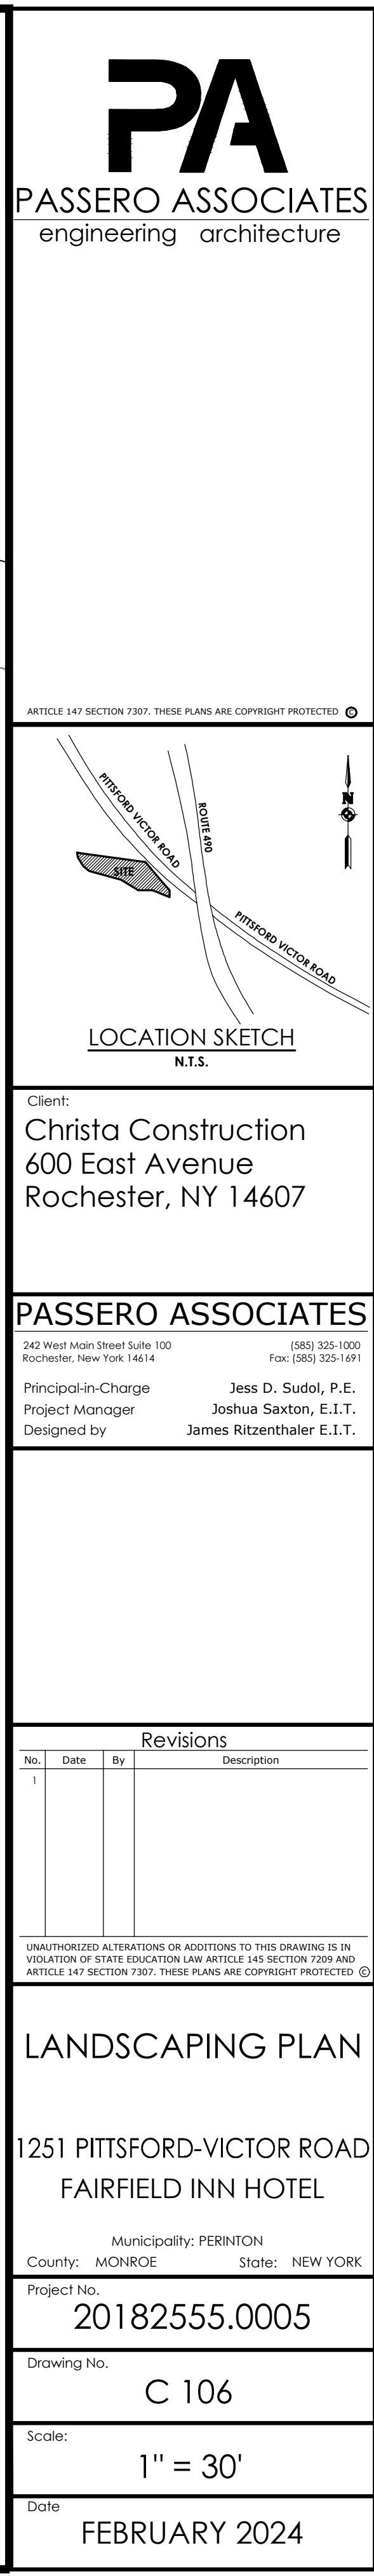 PA
PASSERO ASSOCIATES
engineering architecture
ARTICLE 147 SECTION 7307. THESE PLANS ARE COPYRIGHT PROTECTED ©
PITTSFORD VICTOR ROAD
ROUTE 490
N
SITE
PITTSFORD VICTOR ROAD
LOCATION SKETCH
N.T.S.
Client:
Christa Construction
600 East Avenue
Rochester, NY 14607
PASSERO ASSOCIATES
242 West Main Street Suite 100 (585) 325-1000
Rochester, New York 14614 Fax: (585) 325-1691
Principal-in-Charge Jess D. Sudol, P.E.
Project Manager Joshua Saxton, E.I.T.
Designed by James Ritzenthaler E.I.T.
Revisions
No. Date By Description
1
UNAUTHORIZED ALTERATIONS OR ADDITIONS TO THIS DRAWING IS IN
VIOLATION OF STATE EDUCATION LAW ARTICLE 145 SECTION 7209 AND
ARTICLE 147 SECTION 7307. THESE PLANS ARE COPYRIGHT PROTECTED ©
LANDSCAPING PLAN
1251 PITTSFORD-VICTOR ROAD
FAIRFIELD INN HOTEL
Municipality: PERINTON
County: MONROE State: NEW YORK
Project No.
20182555.0005
Drawing No.
C 106
Scale:
1" = 30'
Date
FEBRUARY 2024